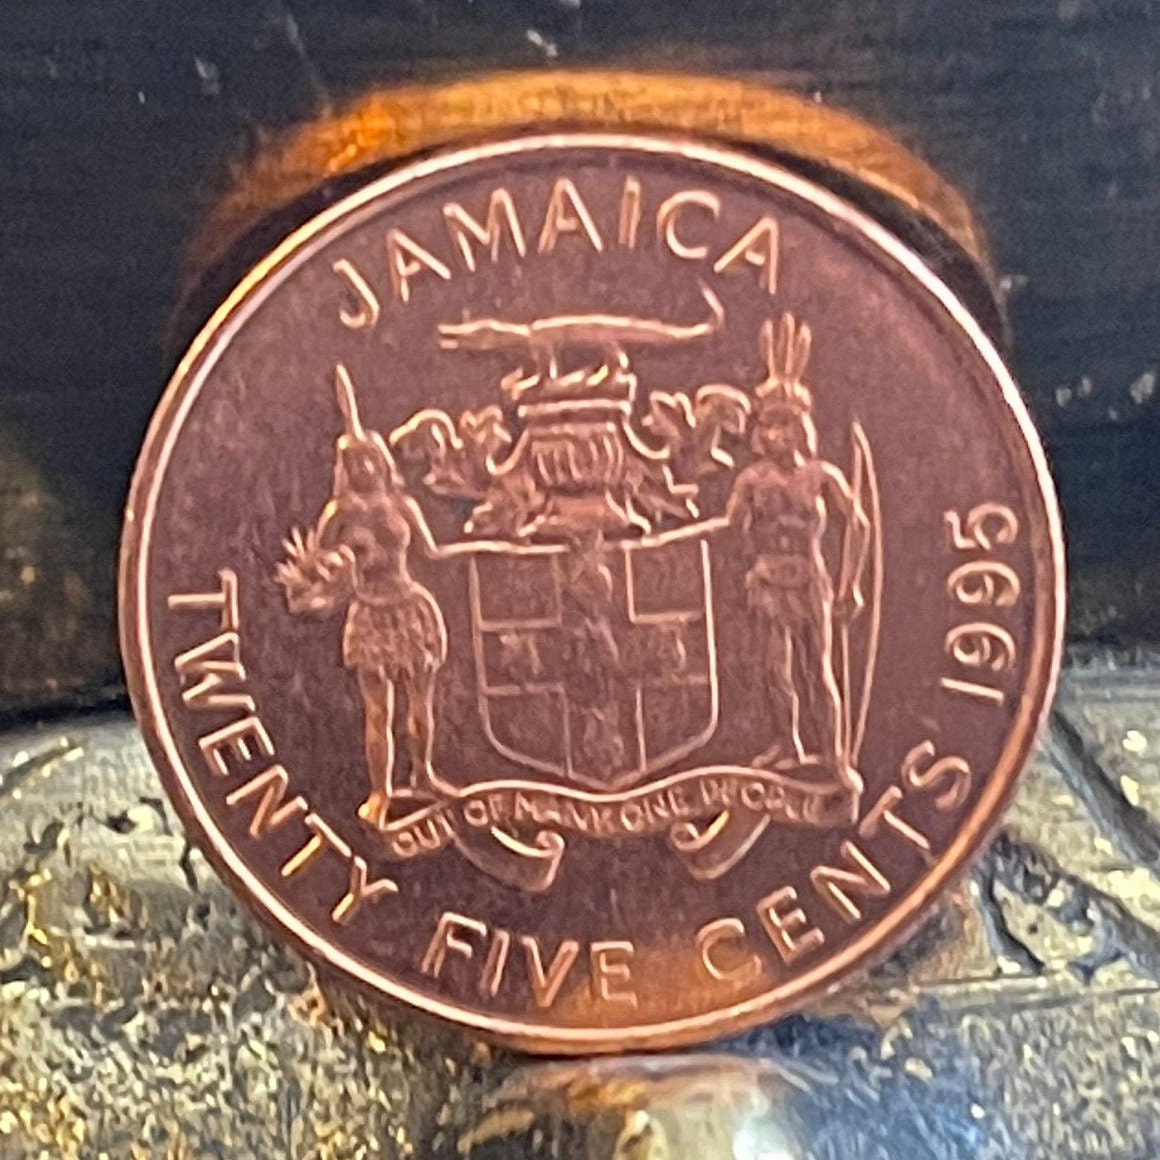 JAMAICA
OUT OF MANY, ONE PEOPLE
TWENTY FIVE CENTS 1995